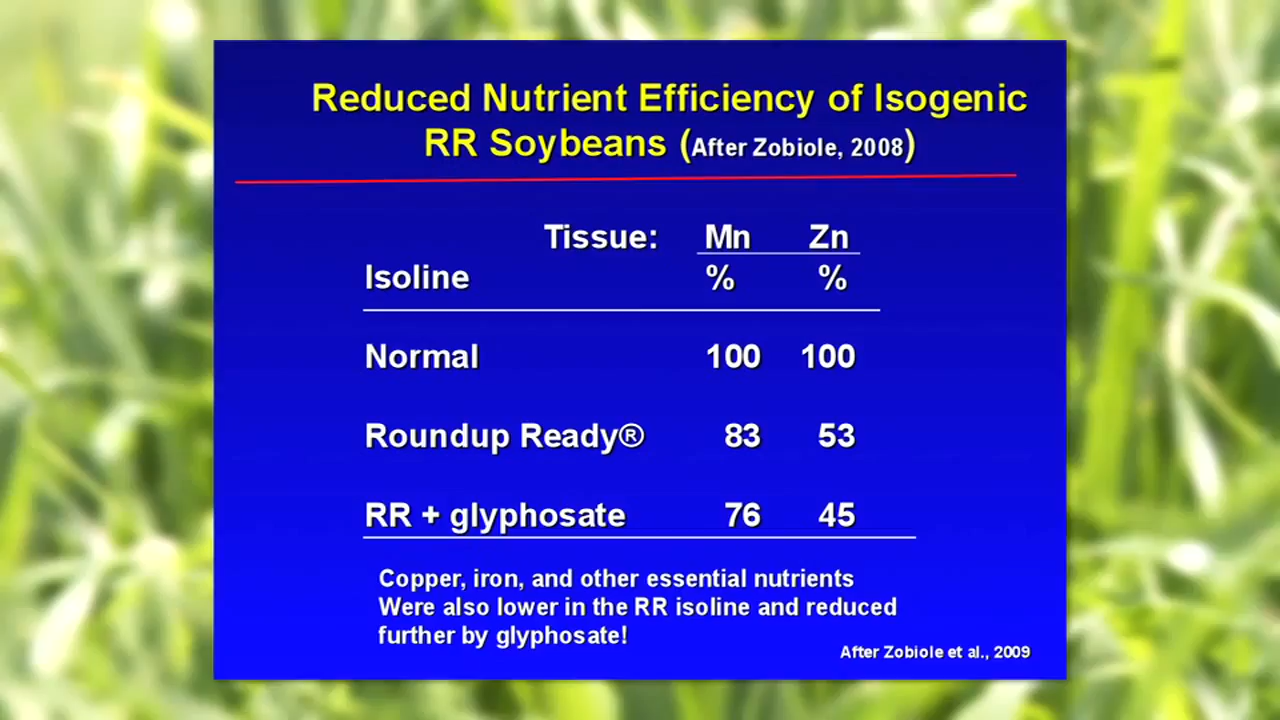 Reduced Nutrient Efficiency of Isogenic
RR Soybeans (After Zobiole, 2008)
Tissue: Mn Zn
Isoline % %
Normal 100 100
Roundup Ready® 83 53
RR + glyphosate 76 45
Copper, iron, and other essential nutrients
Were also lower in the RR isoline and reduced
further by glyphosate!
After Zobiole et al., 2009